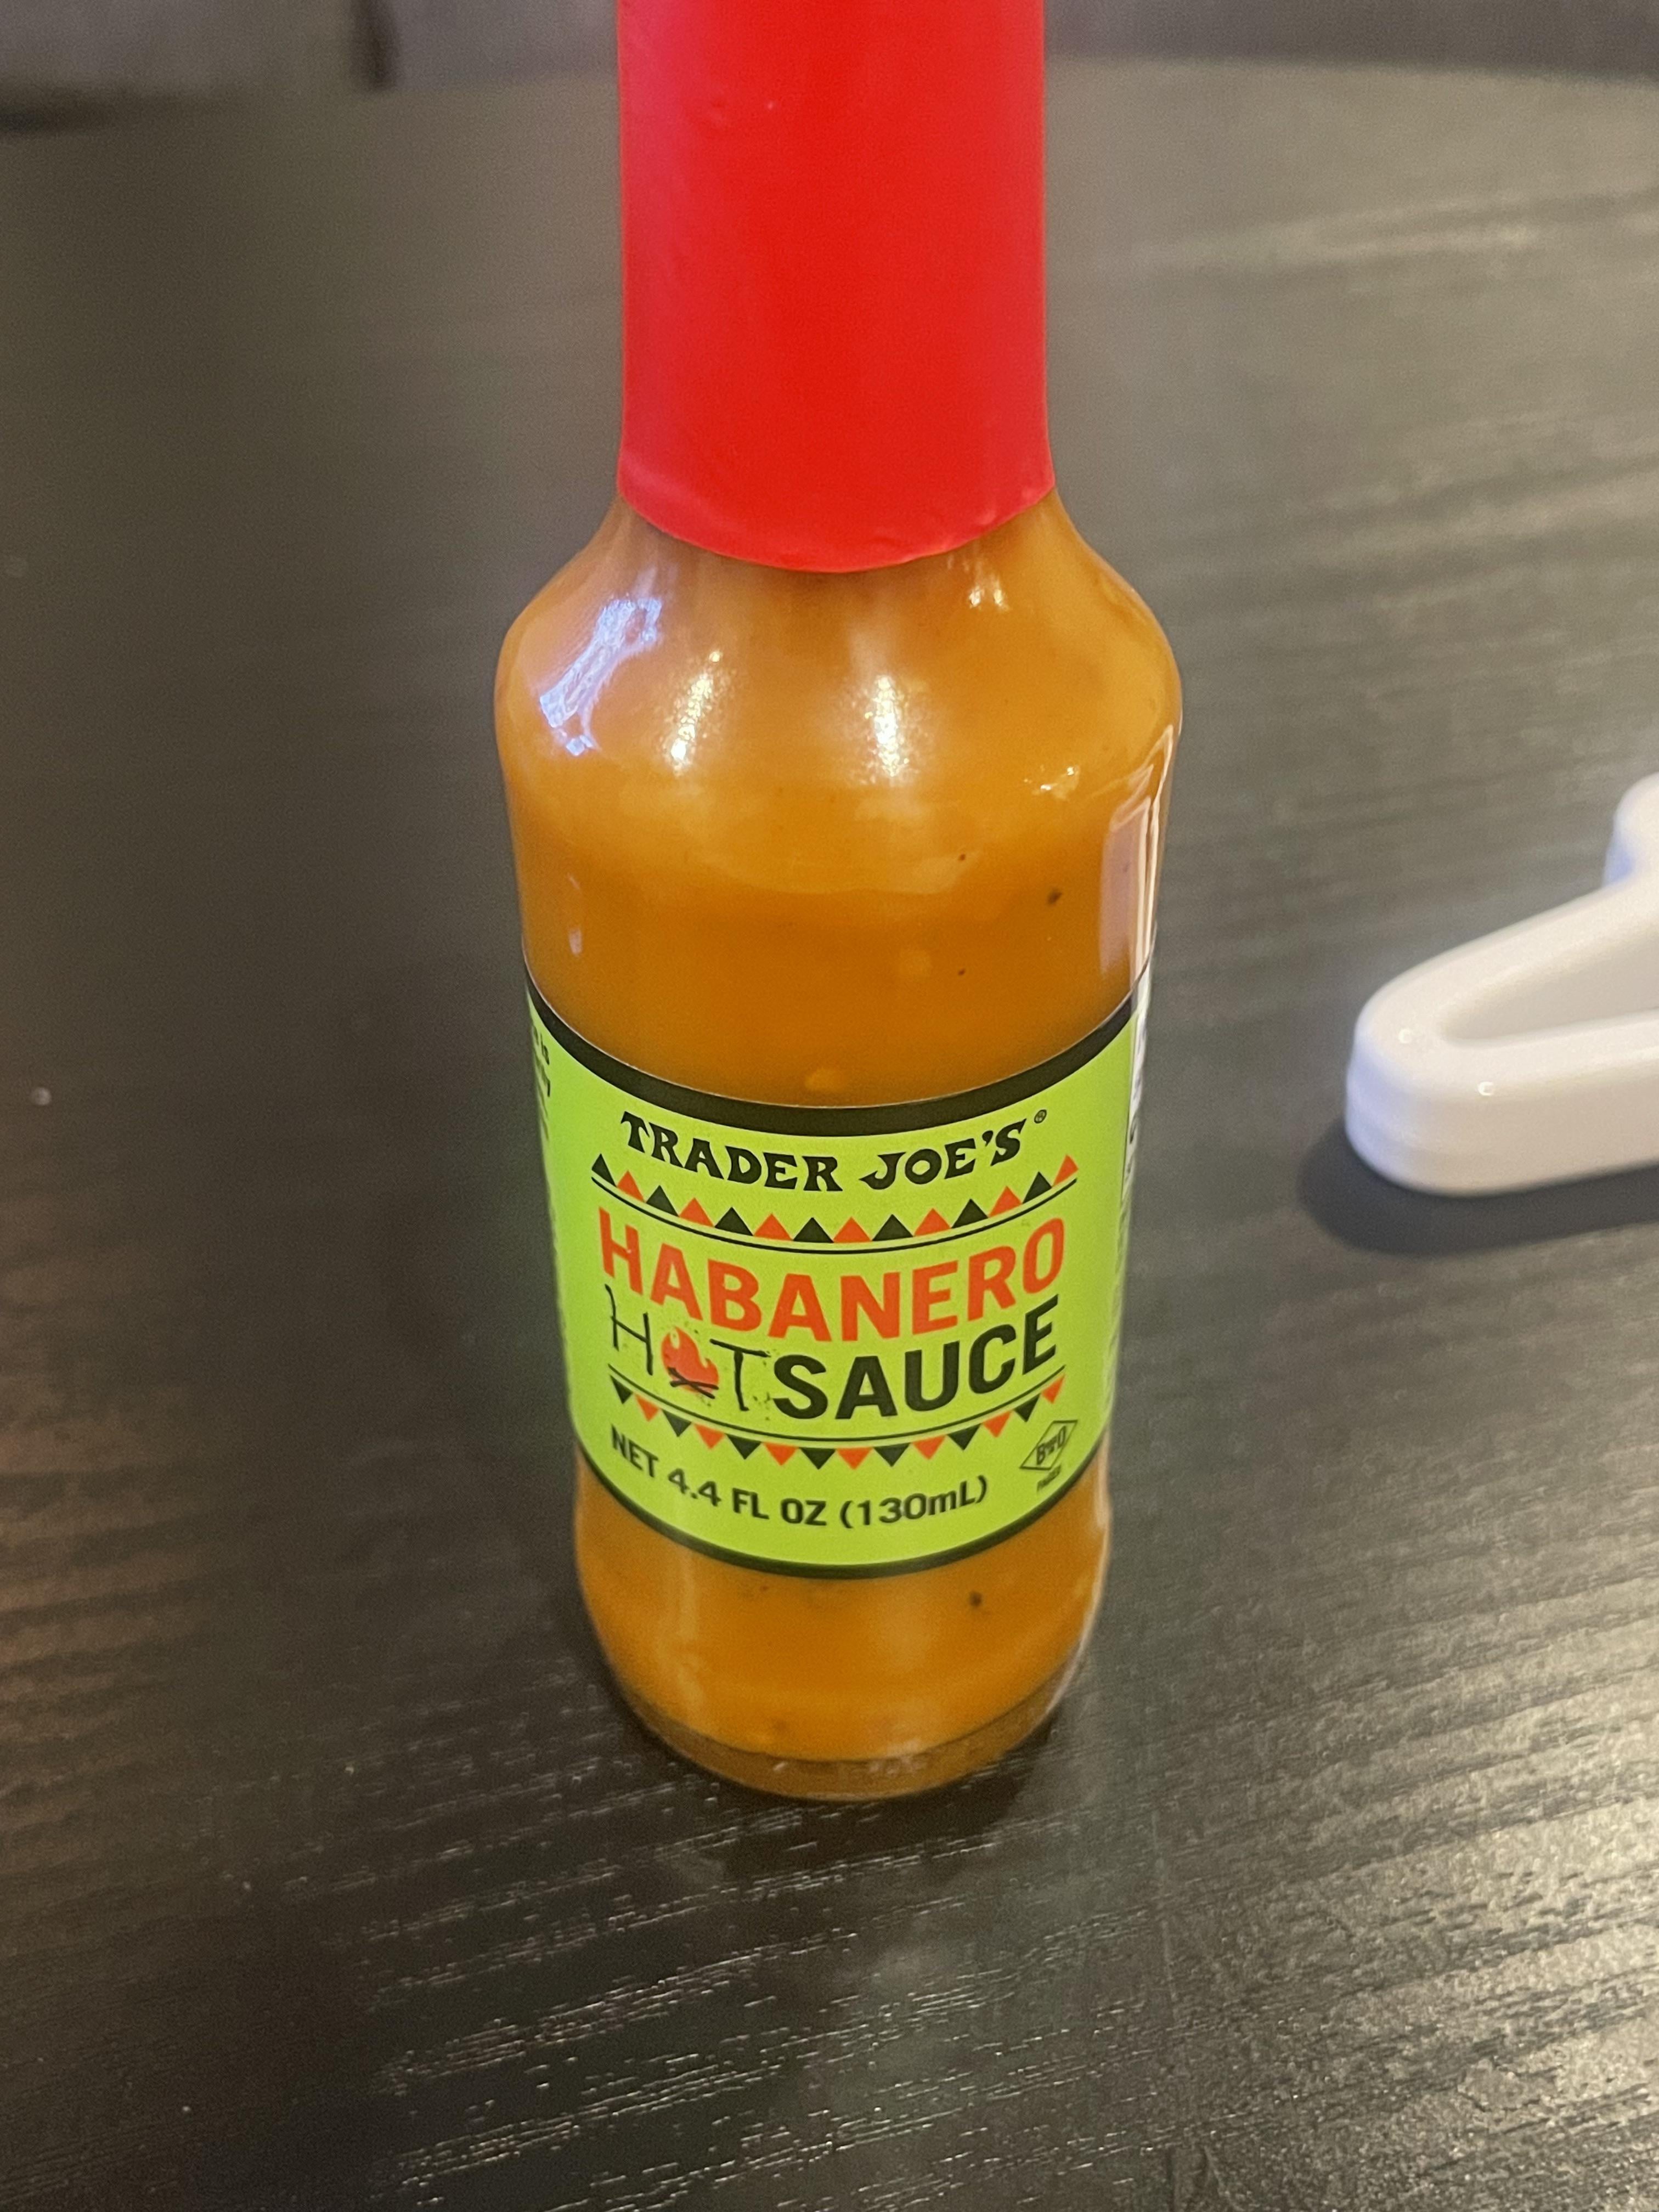 TRADER JOE'S®
HABANERO
HOT SAUCE
NET 4.4 FL OZ (130mL)